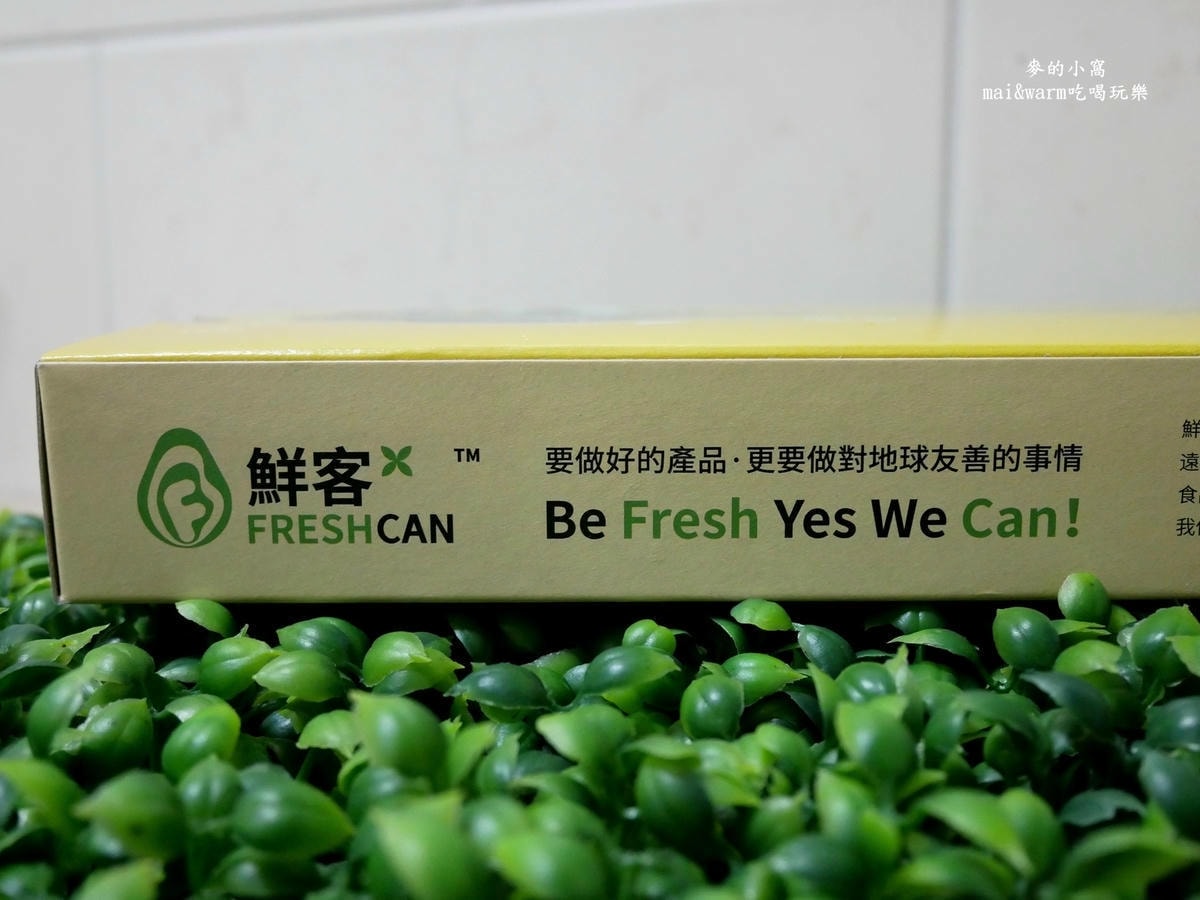 麥的小窩
mai&warm吃喝玩樂
鮮客 ™
FRESHCAN
要做好的產品·更要做對地球友善的事情
Be Fresh Yes We Can!
鮮
遠
食
我